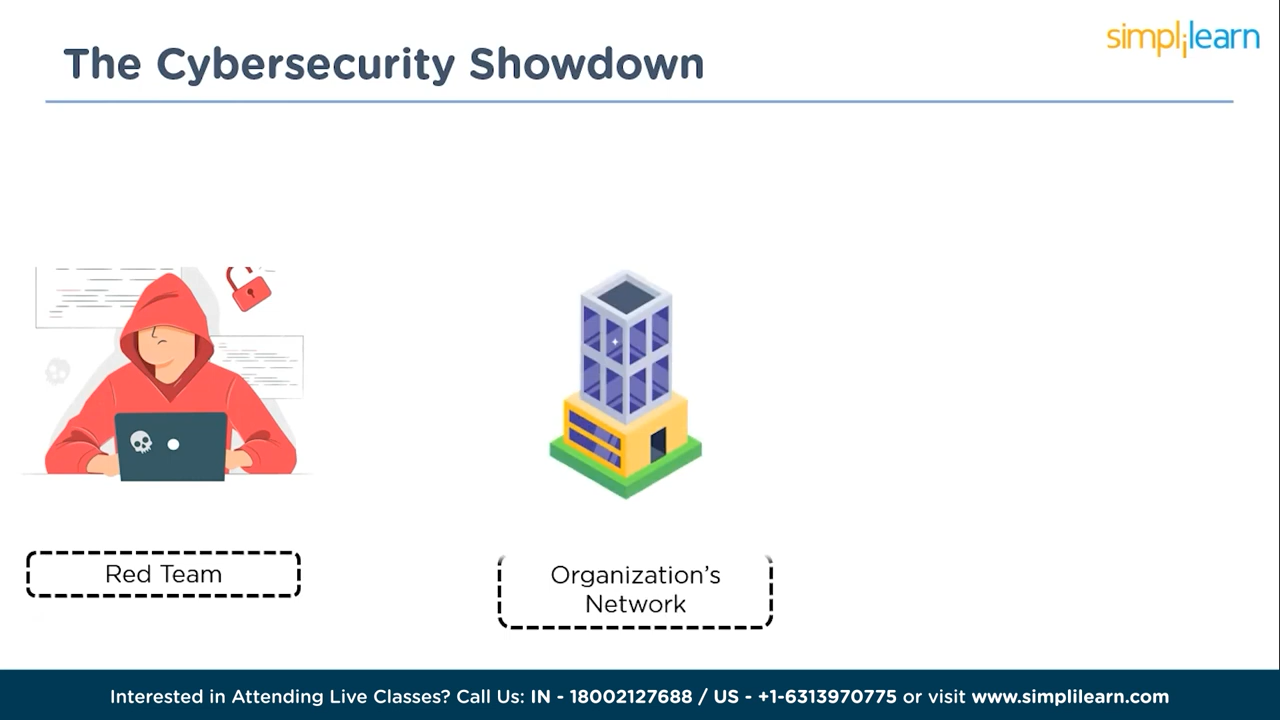 simplilearn
The Cybersecurity Showdown
Red Team
Organization's
Network
Interested in Attending Live Classes? Call Us: IN - 18002127688 / US - +1-6313970775 or visit www.simplilearn.com